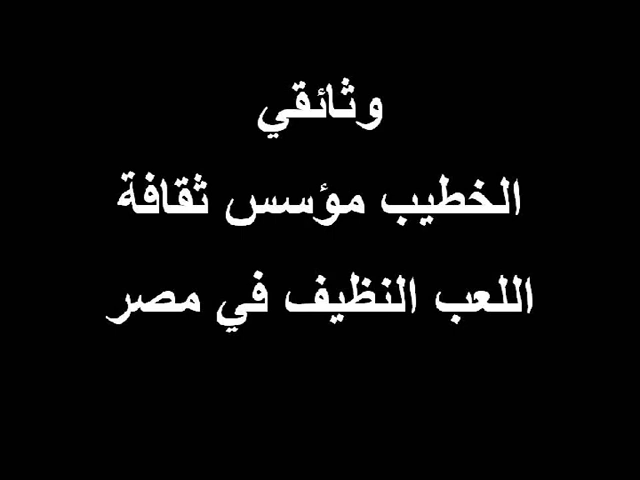 وثائقي
الخطيب مؤسس ثقافة
اللعب النظيف في مصر